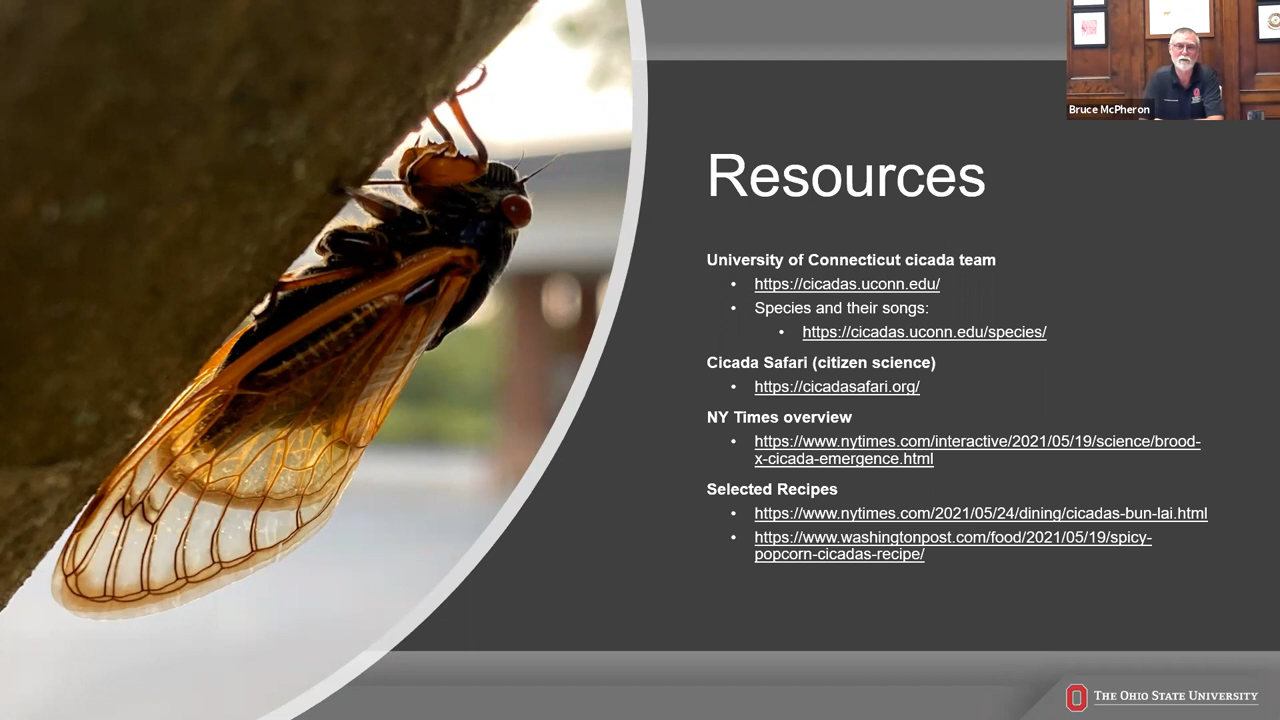 Bruce McPheron
Resources
University of Connecticut cicada team
• https://cicadas.uconn.edu/
• Species and their songs:
• https://cicadas.uconn.edu/species/
Cicada Safari (citizen science)
• https://cicadasafari.org/
NY Times overview
• https://www.nytimes.com/interactive/2021/05/19/science/brood-
x-cicada-emergence.html
Selected Recipes
• https://www.nytimes.com/2021/05/24/dining/cicadas-bun-lai.html
• https://www.washingtonpost.com/food/2021/05/19/spicy-
popcorn-cicadas-recipe/
THE OHIO STATE UNIVERSITY